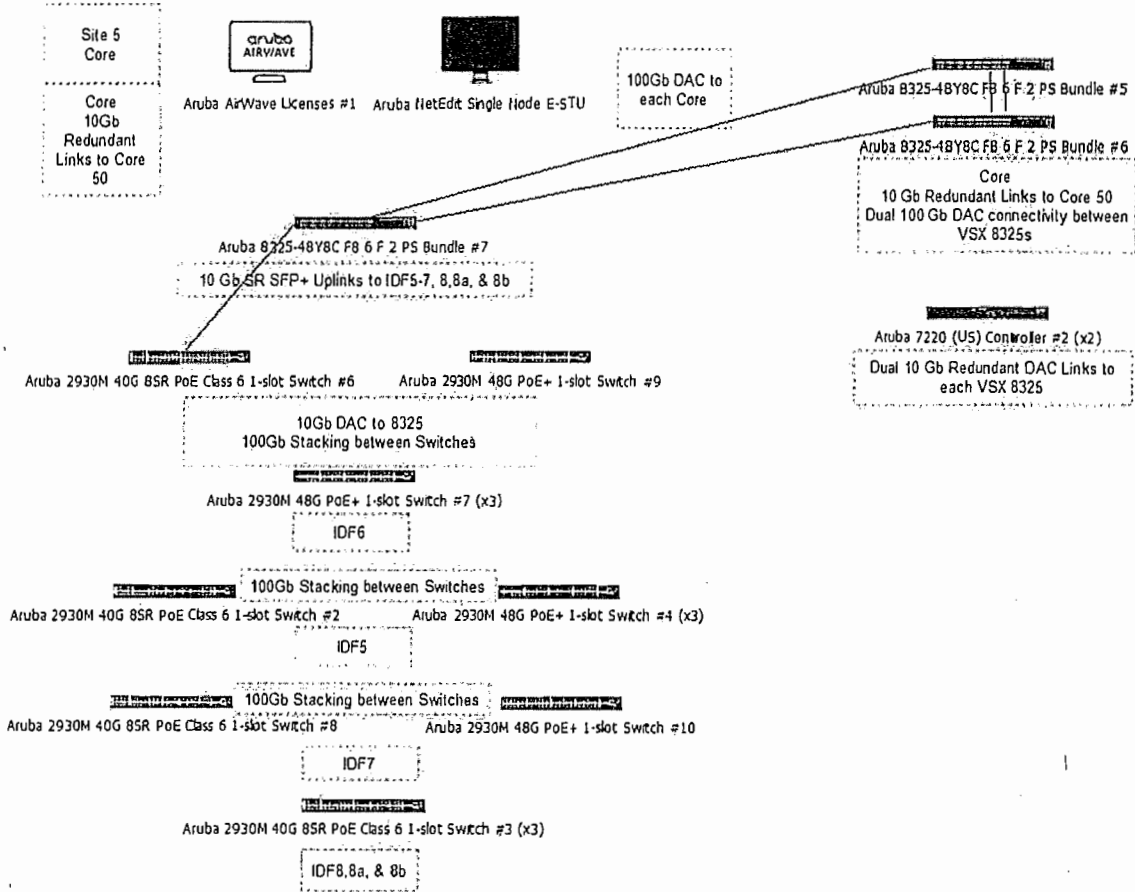 Site 5
Core
aruba
AIRWAVE
Aruba AirWave Licenses #1
Aruba NetEdit Single Node E-STU
100Gb DAC to
each Core
Aruba 8325-48Y8C FB 6 F 2 PS Bundle #5
Core
10Gb
Redundant
Links to Core
50
Aruba 8325-48Y8C FB 6 F 2 PS Bundle #6
Core
10 Gb Redundant Links to Core 50
Dual 100 Gb DAC connectivity between
VSX 8325s
Aruba 8325-48Y8C FB 6 F 2 PS Bundle #7
10 Gb SR SFP+ Uplinks to IDF5-7, 8,8a, & 8b
Aruba 7220 (US) Controller #2 (x2)
Dual 10 Gb Redundant DAC Links to
each VSX 8325
Aruba 2930M 40G 8SR PoE Class 6 1-slot Switch #6
Aruba 2930M 48G PoE+ 1-slot Switch #9
10Gb DAC to 8325
100Gb Stacking between Switches
Aruba 2930M 48G PoE+ 1-slot Switch #7 (x3)
IDF6
100Gb Stacking between Switches
Aruba 2930M 40G 8SR PoE Class 6 1-slot Switch #2
Aruba 2930M 48G PoE+ 1-slot Switch #4 (x3)
IDF5
100Gb Stacking between Switches
Aruba 2930M 40G 8SR PoE Class 6 1-slot Switch #8
Aruba 2930M 48G PoE+ 1-slot Switch #10
IDF7
Aruba 2930M 40G 8SR PoE Class 6 1-slot Switch #3 (x3)
IDF8,8a, & 8b